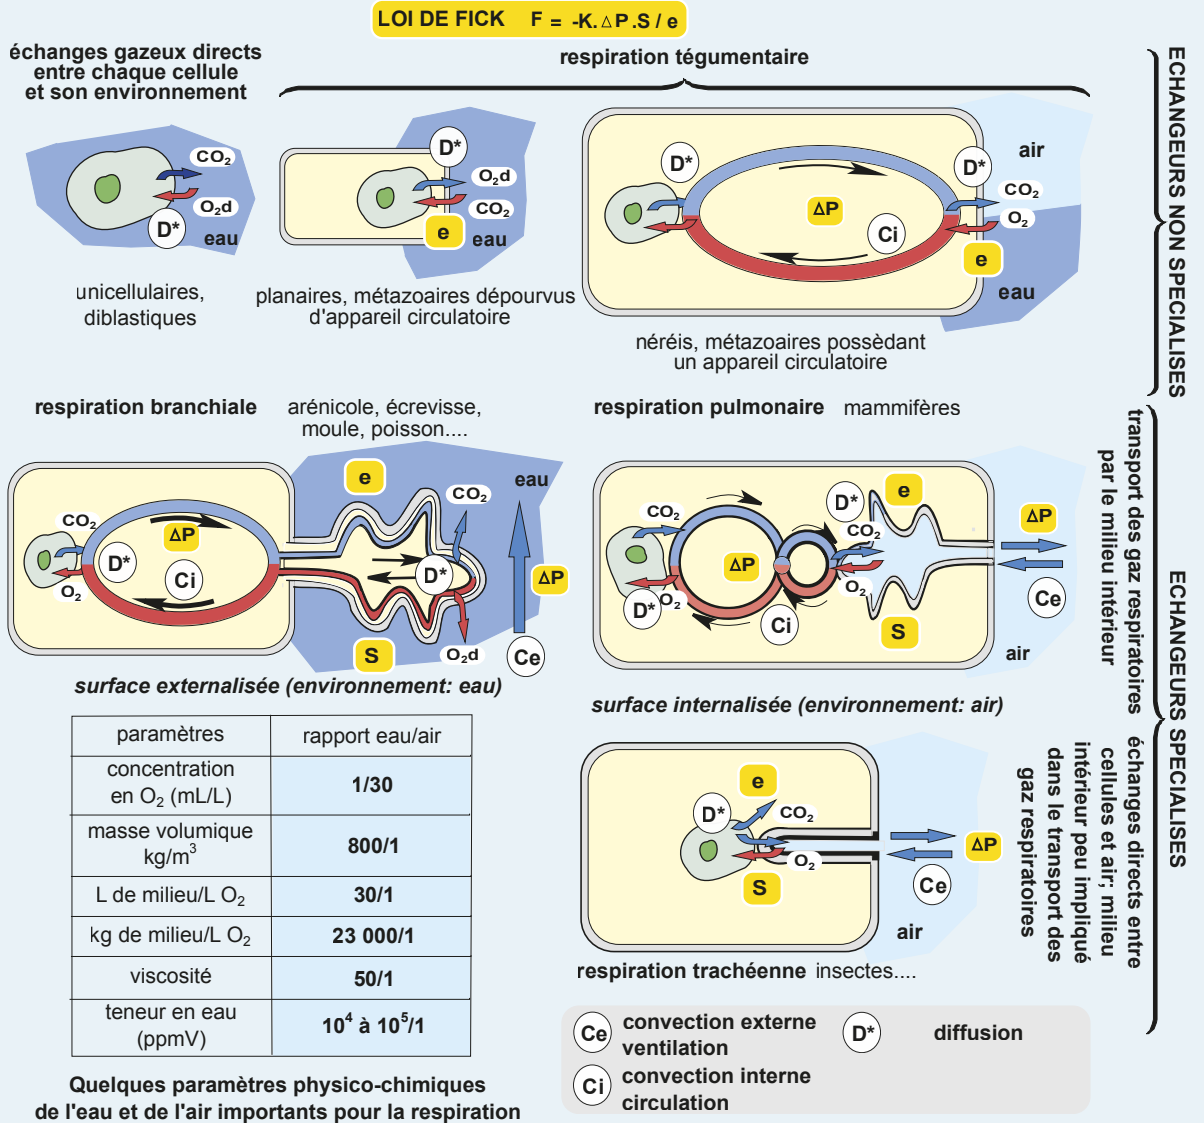 LOI DE FICK F = -K.ΔP.S / e
échanges gazeux directs
entre chaque cellule
et son environnement
CO₂
O₂d
D*
eau
unicellulaires,
diblastiques
respiration tégumentaire
D*
O₂d
CO₂
e
eau
planaires, métazoaires dépourvus
d'appareil circulatoire
D*
D*
air
CO₂
ΔP
O₂
Ci
e
eau
néréis, métazoaires possèdant
un appareil circulatoire
ECHANGEURS NON SPECIALISES
respiration branchiale
arénicole, écrevisse,
moule, poisson....
e
eau
CO₂
CO₂
ΔP
D*
D*
ΔP
O₂
Ci
S
O₂d
Ce
surface externalisée (environnement: eau)
respiration pulmonaire mammifères
e
D*
CO₂
CO₂
ΔP
ΔP
O₂
O₂
D*
Ci
S
Ce
air
surface internalisée (environnement: air)
transport des gaz respiratoires
par le milieu intérieur
ECHANGEURS SPECIALISES
paramètres rapport eau/air
concentration
en O₂ (mL/L) 1/30
masse volumique
kg/m³ 800/1
L de milieu/L O₂ 30/1
kg de milieu/L O₂ 23 000/1
viscosité 50/1
teneur en eau
(ppmV) 10⁴ à 10⁵/1
Quelques paramètres physico-chimiques
de l'eau et de l'air importants pour la respiration
e
D*
CO₂
O₂
ΔP
S
Ce
air
respiration trachéenne insectes....
échanges directs entre
cellules et air; milieu
intérieur peu impliqué
dans le transport des
gaz respiratoires
Ce convection externe
ventilation
D* diffusion
Ci convection interne
circulation